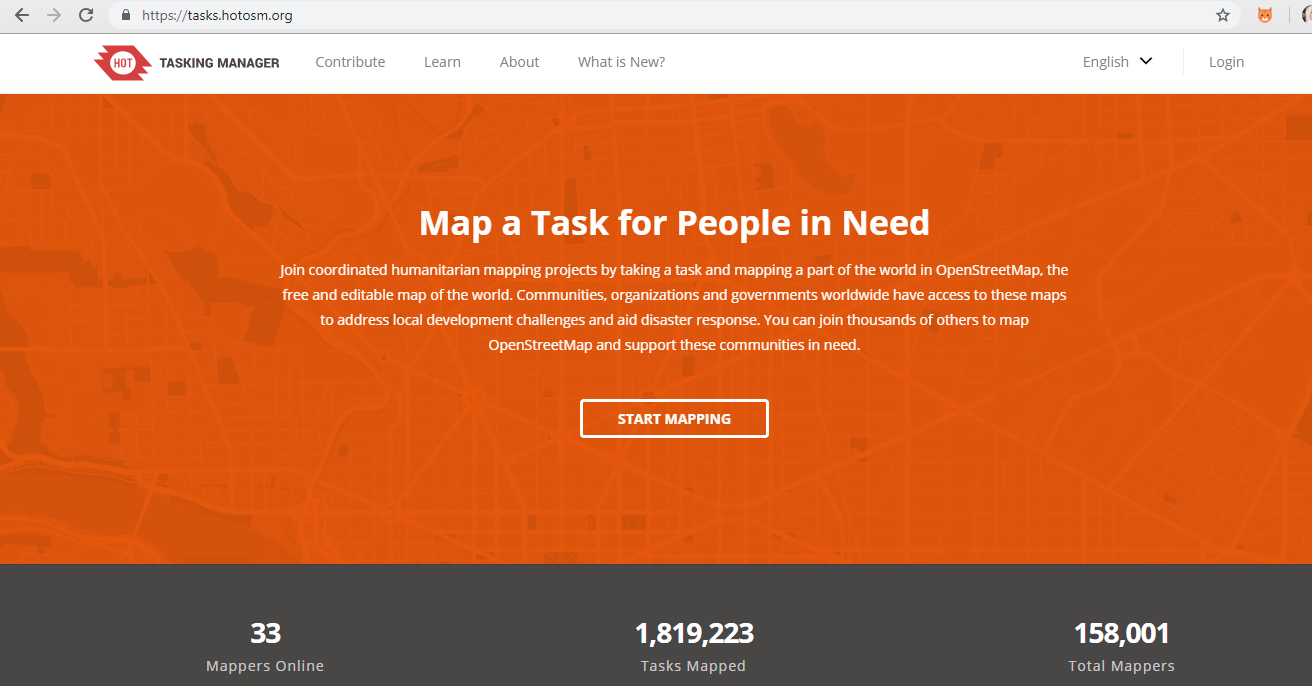 https://tasks.hotosm.org
HOT TASKING MANAGER Contribute Learn About What is New? English Login
Map a Task for People in Need
Join coordinated humanitarian mapping projects by taking a task and mapping a part of the world in OpenStreetMap, the
free and editable map of the world. Communities, organizations and governments worldwide have access to these maps
to address local development challenges and aid disaster response. You can join thousands of others to map
OpenStreetMap and support these communities in need.
START MAPPING
33 1,819,223 158,001
Mappers Online Tasks Mapped Total Mappers